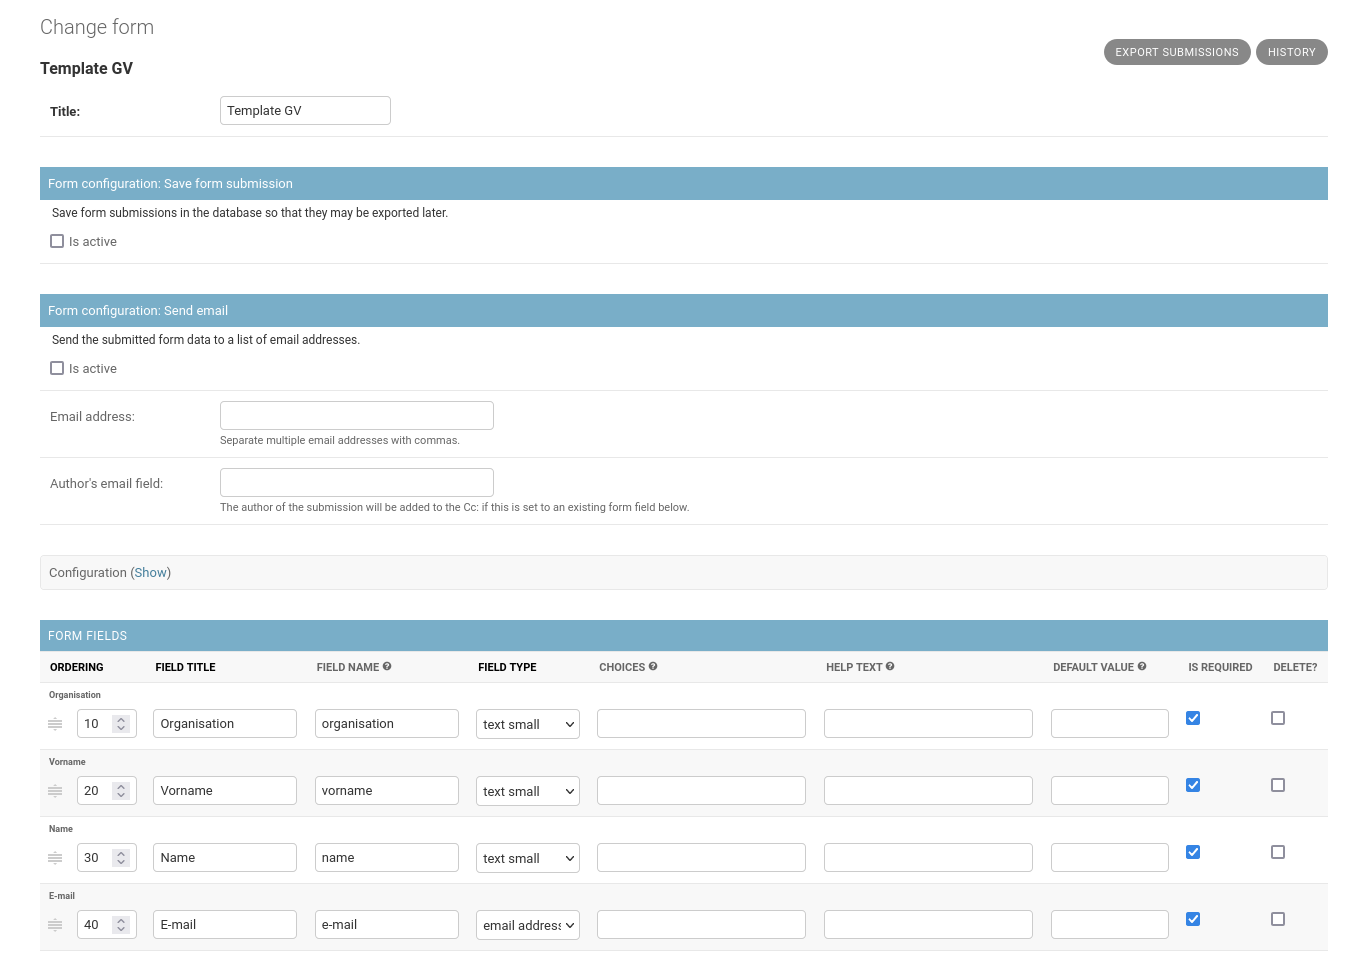 Change form
EXPORT SUBMISSIONS HISTORY
Template GV
Title: Template GV
Form configuration: Save form submission
Save form submissions in the database so that they may be exported later.
Is active
Form configuration: Send email
Send the submitted form data to a list of email addresses.
Is active
Email address:
Separate multiple email addresses with commas.
Author's email field:
The author of the submission will be added to the Cc: if this is set to an existing form field below.
Configuration (Show)
FORM FIELDS
ORDERING FIELD TITLE FIELD NAME ? FIELD TYPE CHOICES ? HELP TEXT ? DEFAULT VALUE ? IS REQUIRED DELETE?
Organisation
10 Organisation organisation text small
Vorname
20 Vorname vorname text small
Name
30 Name name text small
E-mail
40 E-mail e-mail email address